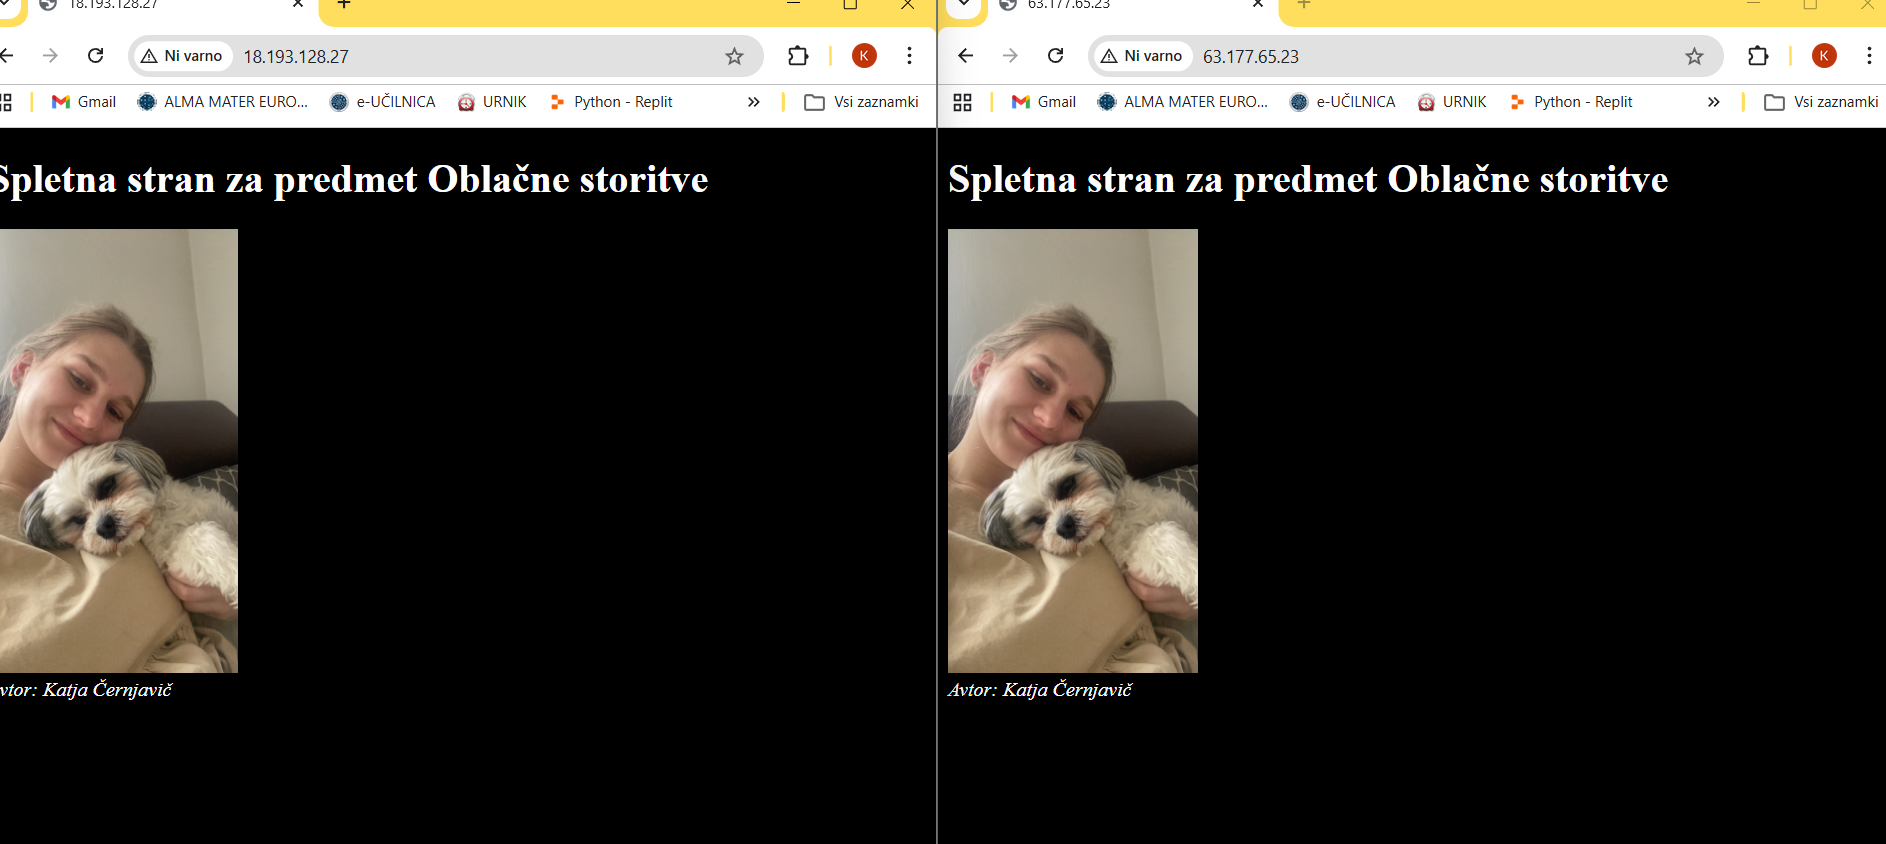 18.193.128.27
Ni varno 18.193.128.27
K
Gmail ALMA MATER EURO... e-UČILNICA URNIK Python - Replit » Vsi zaznamki
Spletna stran za predmet Oblačne storitve
vtor: Katja Černjavič
63.177.65.23
Ni varno 63.177.65.23
K
Gmail ALMA MATER EURO... e-UČILNICA URNIK Python - Replit » Vsi zaznamki
Spletna stran za predmet Oblačne storitve
Avtor: Katja Černjavič